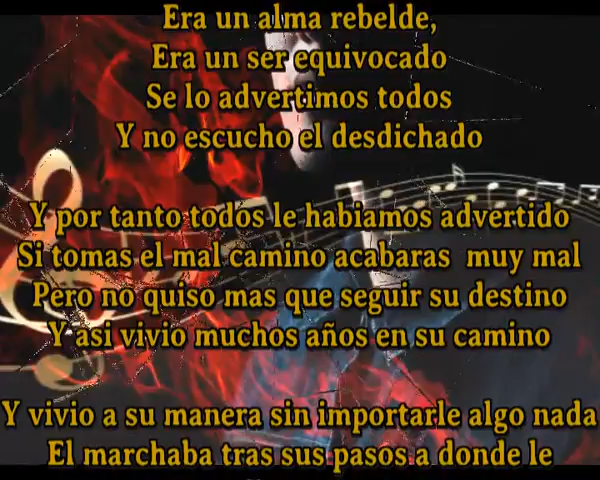 Era un alma rebelde,
Era un ser equivocado
Se lo advertimos todos
Y no escucho el desdichado
Y por tanto todos le habiamos advertido
Si tomas el mal camino acabaras muy mal
Pero no quiso mas que seguir su destino
Y asi vivio muchos años en su camino
Y vivio a su manera sin importarle algo nada
El marchaba tras sus pasos a donde le